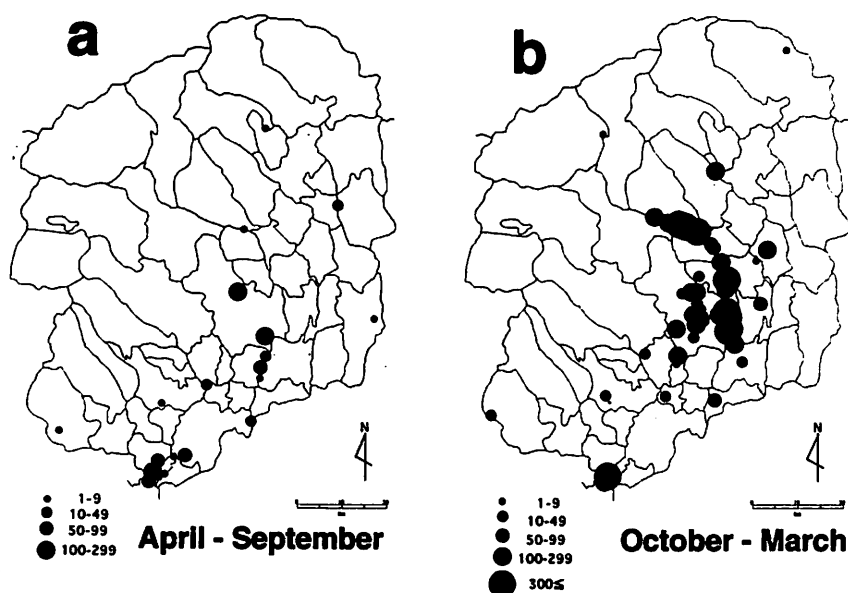 a
b
N
N
1-9
10-49
50-99
100-299
April - September
1-9
10-49
50-99
100-299
300≤
October - March